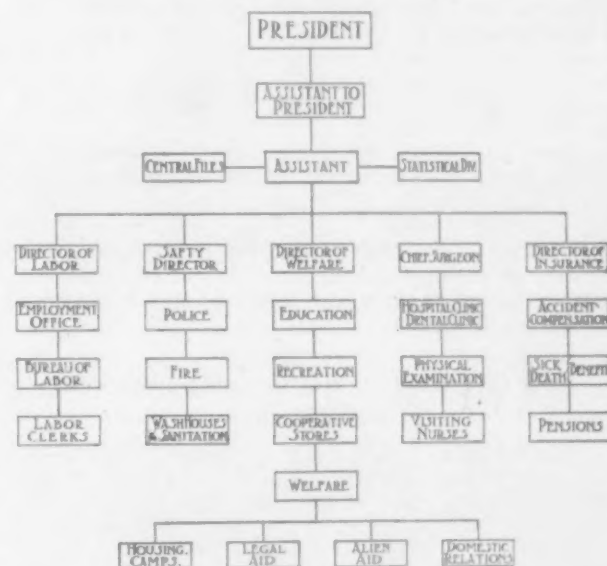 PRESIDENT
ASSISTANT TO
PRESIDENT
CENTRAL FILES
ASSISTANT
STATISTICAL DIV.
DIRECTOR OF
LABOR
SAFTY
DIRECTOR
DIRECTOR OF
WELFARE
CHIEF SURGEON
DIRECTOR OF
INSURANCE
EMPLOYMENT
OFFICE
POLICE
EDUCATION
HOSPITAL CLINIC
DENTAL CLINIC
ACCIDENT
COMPENSATION
BUREAU OF
LABOR
FIRE
RECREATION
PHYSICAL
EXAMINATION
SICK
DEATH
BENEFIT
LABOR
CLERKS
WASH HOUSES
& SANITATION
COOPERATIVE
STORES
VISITING
NURSES
PENSIONS
WELFARE
HOUSING.
CAMPS.
LEGAL
AID
ALIEN
AID
DOMESTIC
RELATIONS